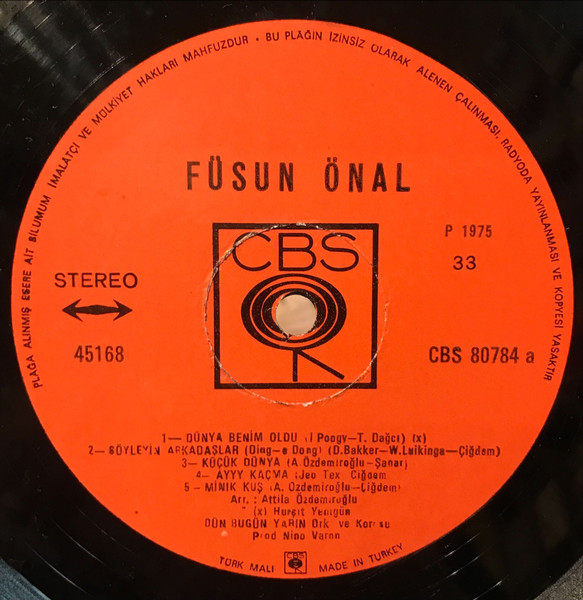 PLAĞA ALINMIŞ ESERE AİT BİLUMUM İMALATÇI VE MÜLKİYET HAKLARI MAHFUZDUR • BU PLAĞIN İZİNSİZ OLARAK ALENEN ÇALINMASI, RADYODA YAYINLANMASI VE KOPYESİ YASAKTIR
FÜSUN ÖNAL
P 1975
CBS
33
STEREO
45168
CBS 80784 a
1— DÜNYA BENİM OLDU (I Poogy—T. Dağcı) (x)
2— SÖYLEYİN ARKADAŞLAR (Ding-e Dong) (D.Bakker—W.Luikinga—Çiğdem)
3— KÜÇÜK DÜNYA (A.Özdemiroğlu—Şanar)
4— AYYY KAÇMA (Jeo Tex Çiğdem
5— MİNİK KUŞ (A. Özdemiroğlu—Çiğdem)
Arr. : Attila Özdemiroğlu
(x) Hurşit Yenigün
DÜN BUGÜN YARIN Ork ve Korosu
Prod Nino Varon
CBS
TÜRK MALI MADE IN TURKEY